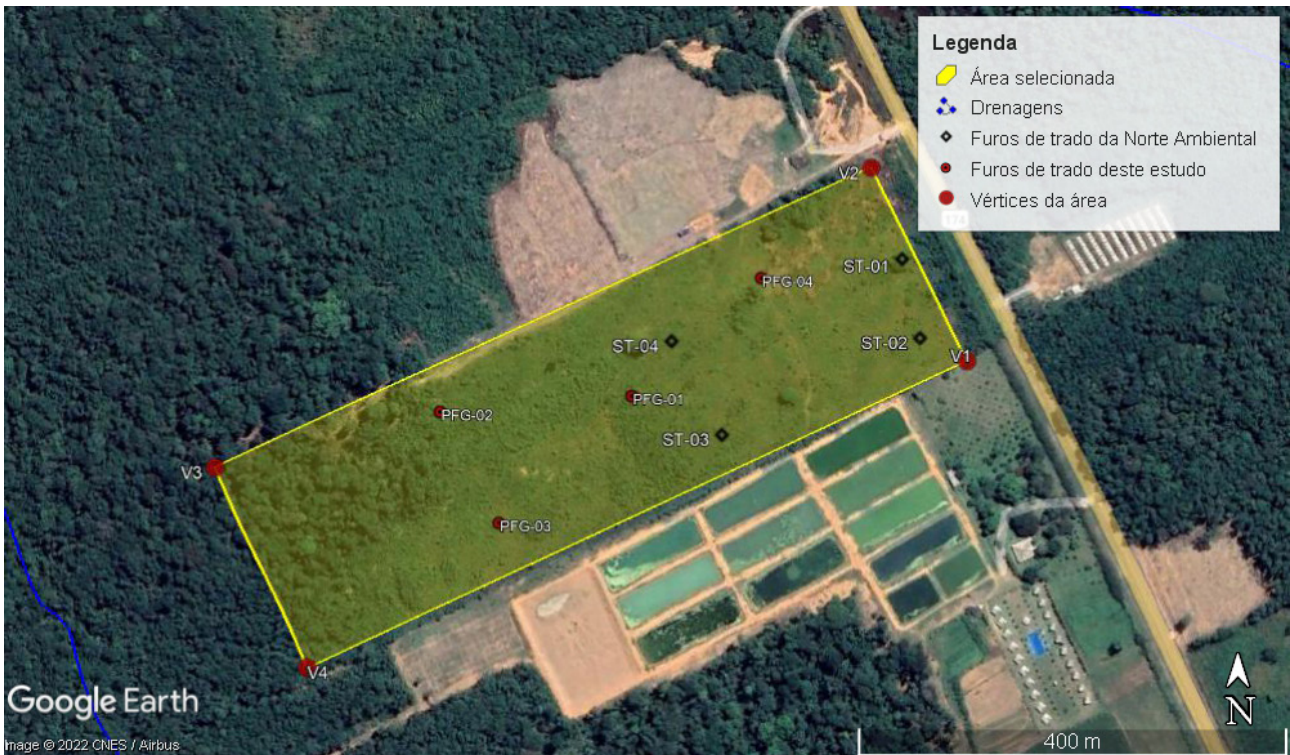 Legenda
Área selecionada
Drenagens
Furos de trado da Norte Ambiental
Furos de trado deste estudo
Vértices da área
174
V2
ST-01
PFG-04
ST-04
ST-02
V1
PFG-01
PFG-02
ST-03
V3
PFG-03
V4
Google Earth
mage © 2022 CNES / Airbus
N
400 m